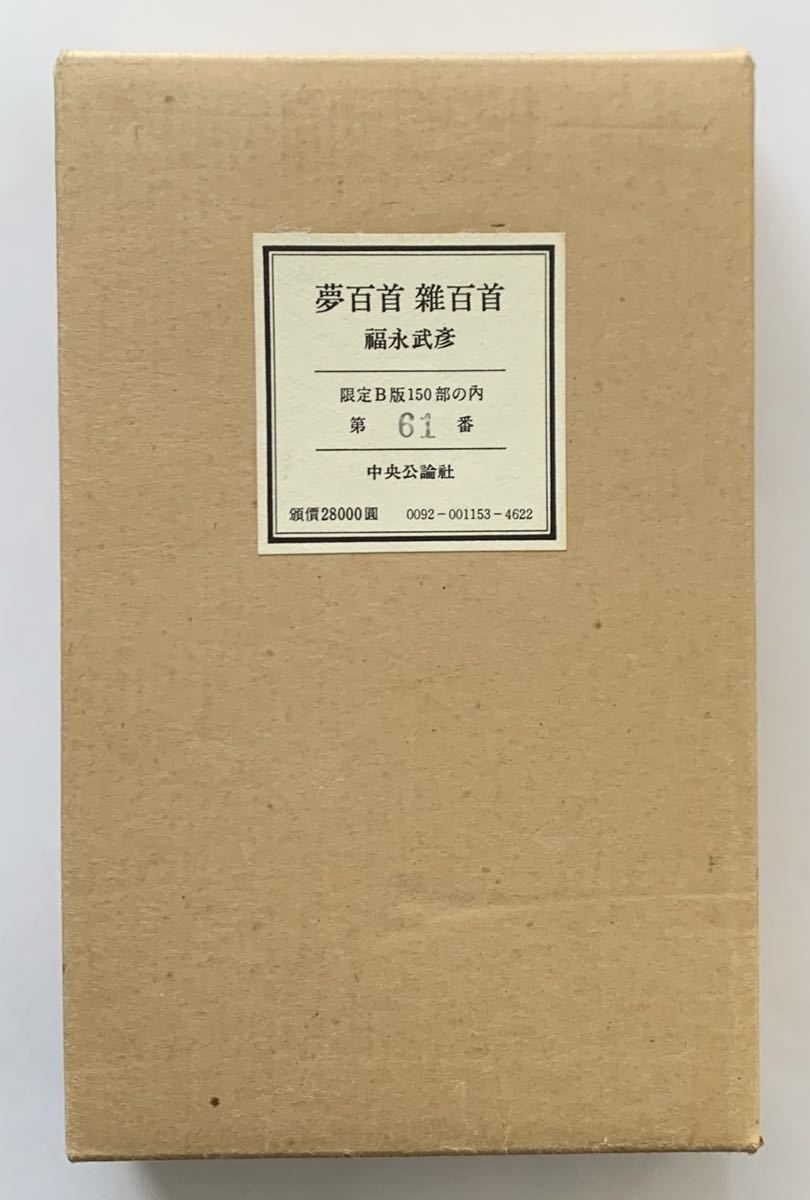 夢百首 雜百首
福永武彦
限定B版150部の內
第 61 番
中央公論社
頒價28000圓 0092-001153-4622